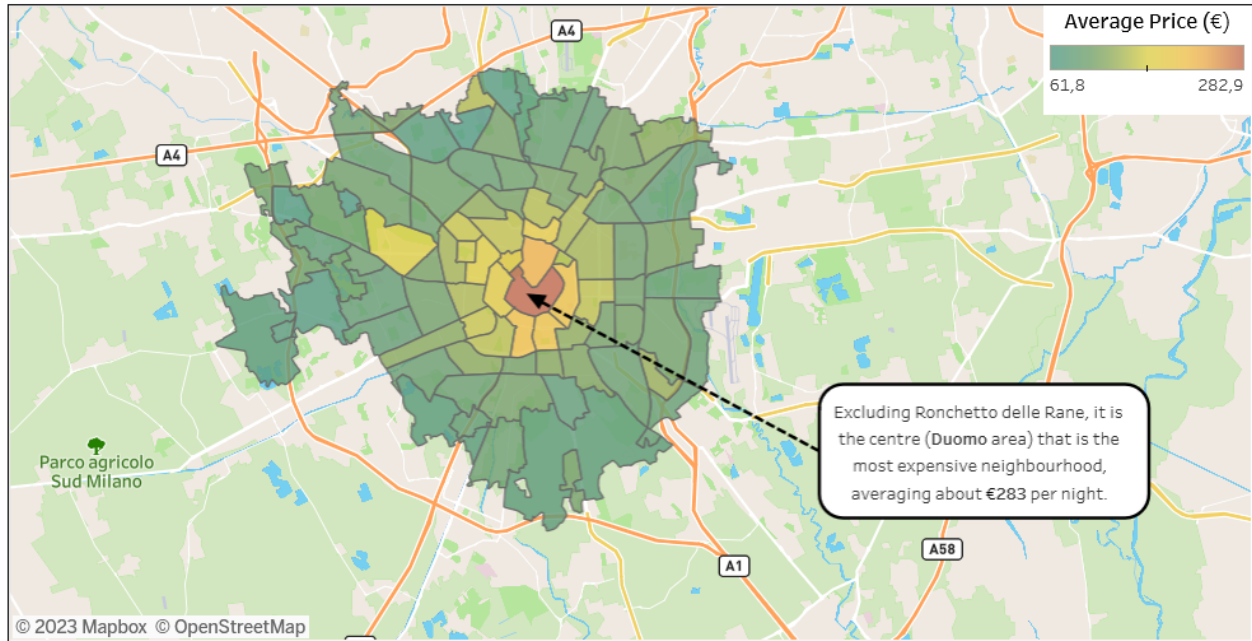 A4
Average Price (€)
61,8
282,9
A4
Excluding Ronchetto delle Rane, it is
the centre (Duomo area) that is the
most expensive neighbourhood,
averaging about €283 per night.
Parco agricolo
Sud Milano
A58
A1
© 2023 Mapbox © OpenStreetMap